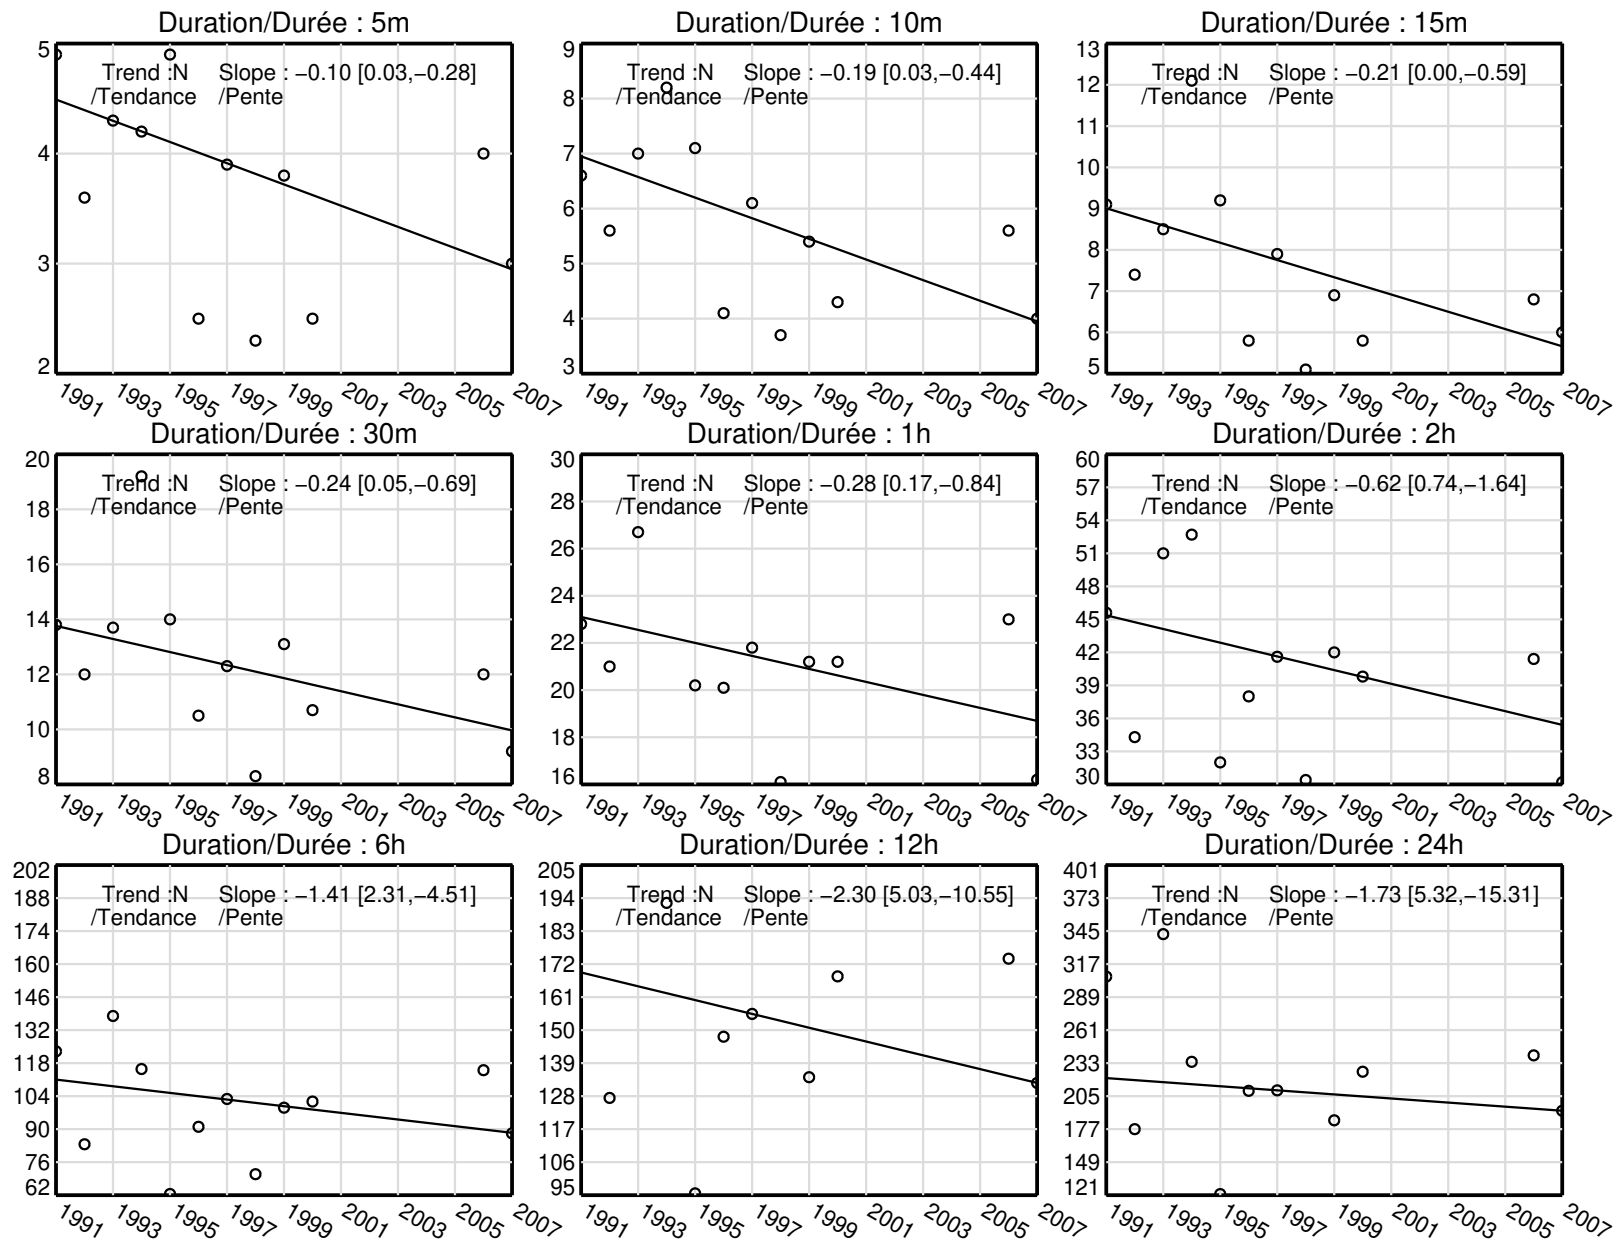 Duration/Durée : 5m
Trend :N Slope : −0.10 [0.03,−0.28]
/Tendance /Pente
5
4
3
2
1991 1993 1995 1997 1999 2001 2003 2005 2007
Duration/Durée : 10m
Trend :N Slope : −0.19 [0.03,−0.44]
/Tendance /Pente
9
8
7
6
5
4
3
1991 1993 1995 1997 1999 2001 2003 2005 2007
Duration/Durée : 15m
Trend :N Slope : −0.21 [0.00,−0.59]
/Tendance /Pente
13
12
11
10
9
8
7
6
5
1991 1993 1995 1997 1999 2001 2003 2005 2007
Duration/Durée : 30m
Trend :N Slope : −0.24 [0.05,−0.69]
/Tendance /Pente
20
18
16
14
12
10
8
1991 1993 1995 1997 1999 2001 2003 2005 2007
Duration/Durée : 1h
Trend :N Slope : −0.28 [0.17,−0.84]
/Tendance /Pente
30
28
26
24
22
20
18
16
1991 1993 1995 1997 1999 2001 2003 2005 2007
Duration/Durée : 2h
Trend :N Slope : −0.62 [0.74,−1.64]
/Tendance /Pente
60
57
54
51
48
45
42
39
36
33
30
1991 1993 1995 1997 1999 2001 2003 2005 2007
Duration/Durée : 6h
Trend :N Slope : −1.41 [2.31,−4.51]
/Tendance /Pente
202
188
174
160
146
132
118
104
90
76
62
1991 1993 1995 1997 1999 2001 2003 2005 2007
Duration/Durée : 12h
Trend :N Slope : −2.30 [5.03,−10.55]
/Tendance /Pente
205
194
183
172
161
150
139
128
117
106
95
1991 1993 1995 1997 1999 2001 2003 2005 2007
Duration/Durée : 24h
Trend :N Slope : −1.73 [5.32,−15.31]
/Tendance /Pente
401
373
345
317
289
261
233
205
177
149
121
1991 1993 1995 1997 1999 2001 2003 2005 2007